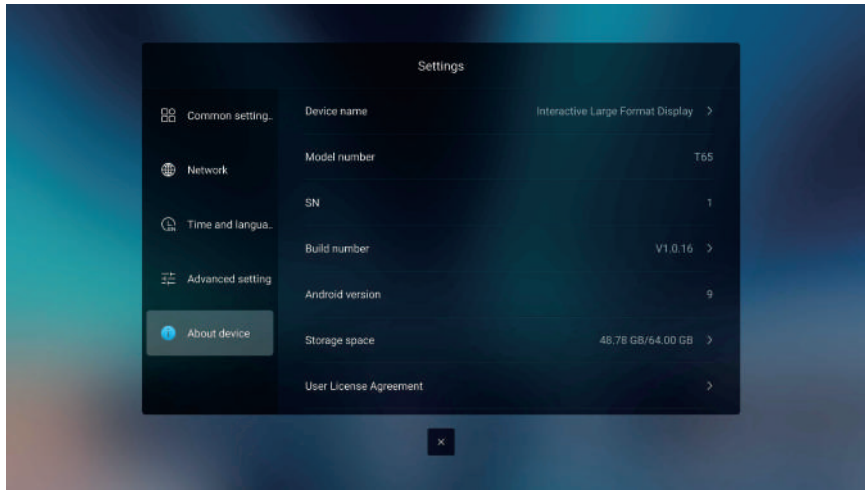 Settings
Common setting..
Network
Time and langua..
Advanced setting
About device
Device name Interactive Large Format Display >
Model number T65
SN 1
Build number V1.0.16 >
Android version 9
Storage space 48.78 GB/64.00 GB >
User License Agreement >
×